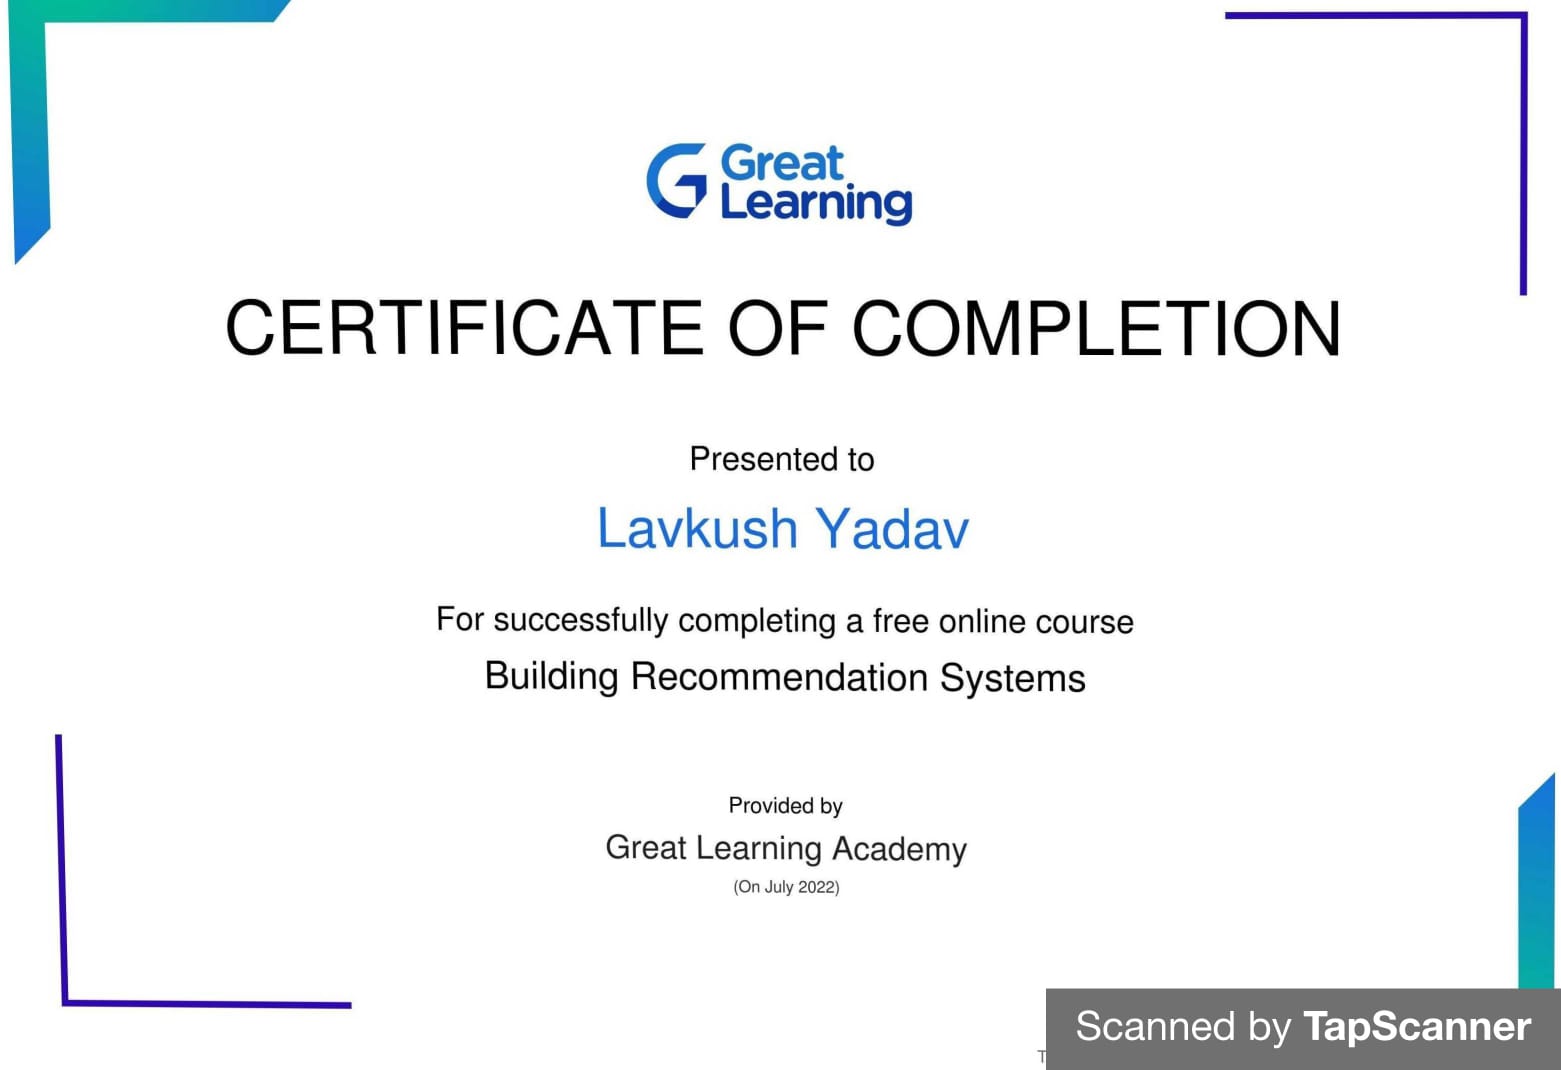 Great
Learning
CERTIFICATE OF COMPLETION
Presented to
Lavkush Yadav
For successfully completing a free online course
Building Recommendation Systems
Provided by
Great Learning Academy
(On July 2022)
Scanned by TapScanner